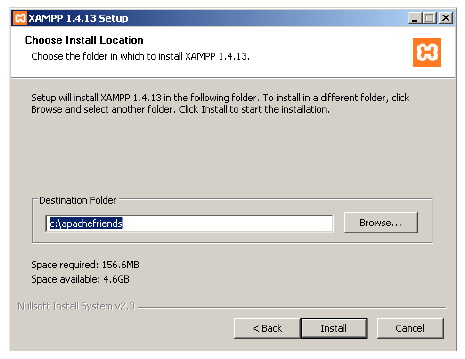 XAMPP 1.4.13 Setup
Choose Install Location
Choose the folder in which to install XAMPP 1.4.13.
Setup will install XAMPP 1.4.13 in the following folder. To install in a different folder, click
Browse and select another folder. Click Install to start the installation.
Destination Folder
c:\apachefriends
Browse...
Space required: 156.6MB
Space available: 4.6GB
Nullsoft Install System v2.0
< Back
Install
Cancel